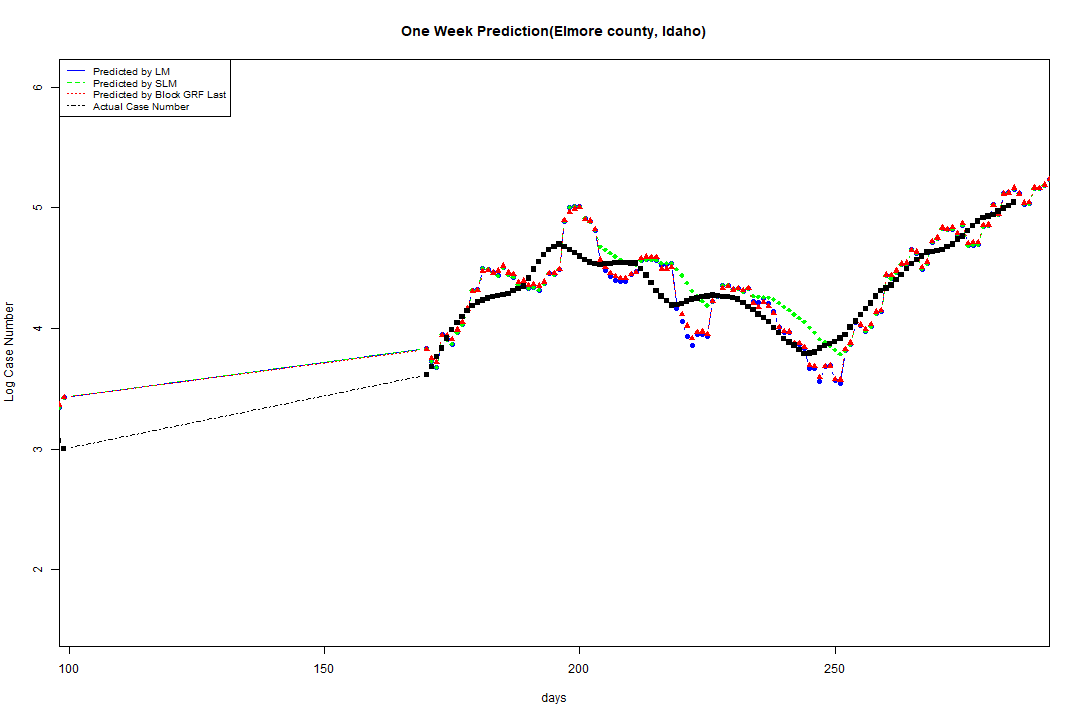 One Week Prediction(Elmore county, Idaho)
Predicted by LM
Predicted by SLM
Predicted by Block GRF Last
Actual Case Number
6
5
4
3
2
Log Case Number
100 150 200 250
days